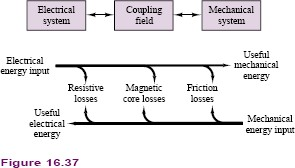 Electrical system
Coupling field
Mechanical system
Electrical energy input
Useful mechanical energy
Resistive losses
Magnetic core losses
Friction losses
Useful electrical energy
Mechanical energy input
Figure 16.37